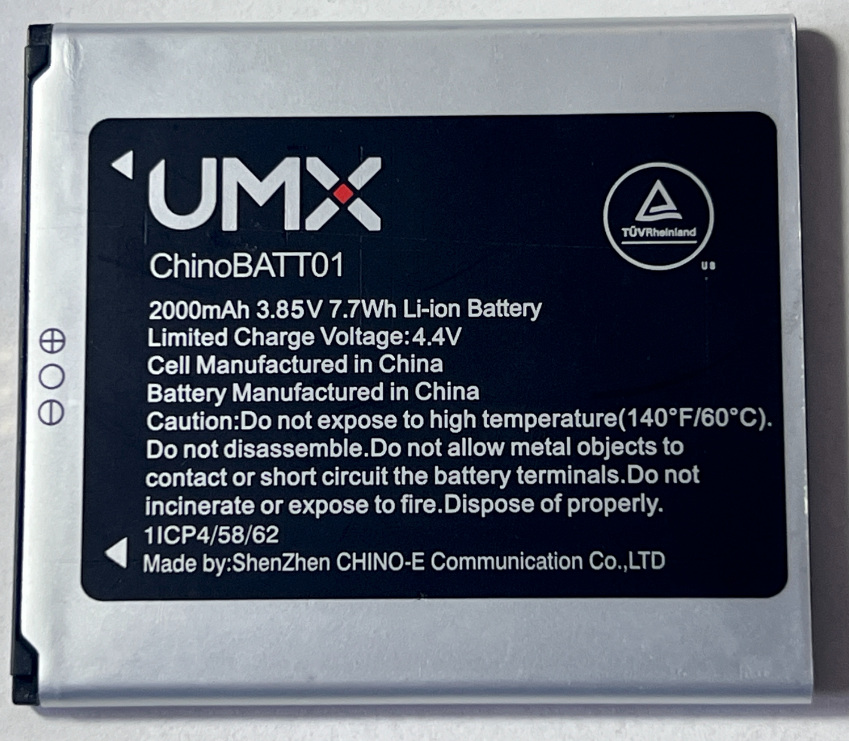 UMX
TÜVRheinland
US
ChinoBATT01
2000mAh 3.85V 7.7Wh Li-ion Battery
Limited Charge Voltage:4.4V
Cell Manufactured in China
Battery Manufactured in China
Caution:Do not expose to high temperature(140°F/60°C).
Do not disassemble.Do not allow metal objects to
contact or short circuit the battery terminals.Do not
incinerate or expose to fire.Dispose of properly.
1ICP4/58/62
Made by:ShenZhen CHINO-E Communication Co.,LTD